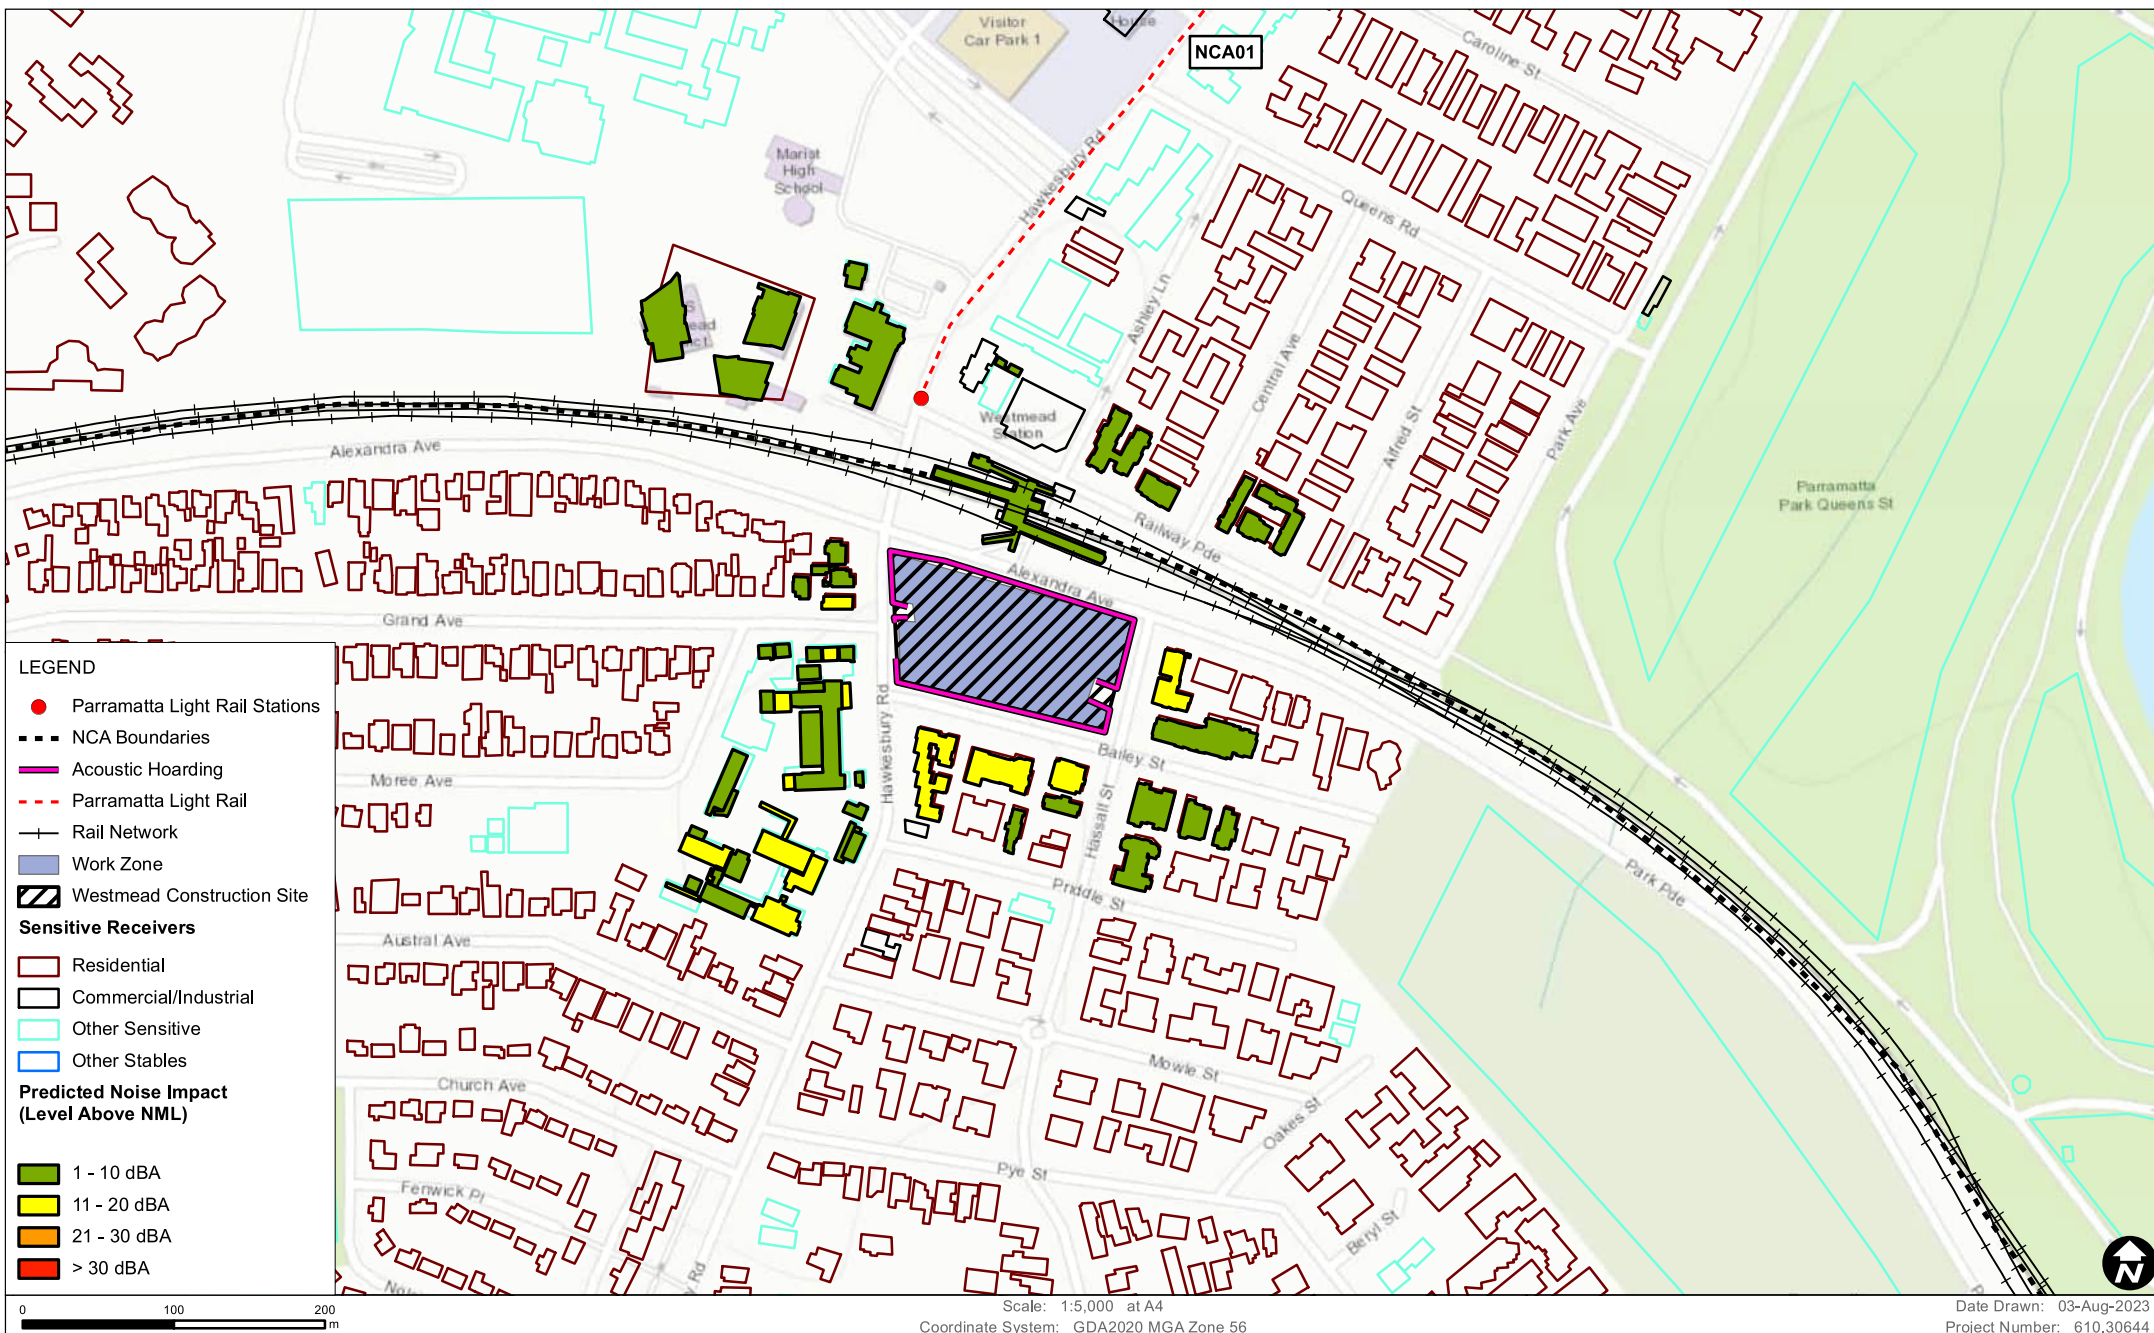 Visitor
Car Park 1
House
NCA01
Caroline St
Hawkesbury Rd
Marist
High
School
Queens Rd
Ashley Ln
Central Ave
Alfred St
Park Ave
Westmead
Station
Parramatta
Park Queens St
Alexandra Ave
Railway Pde
Alexandra Ave
Grand Ave
Hawkesbury Rd
Bailey St
Moree Ave
Hassall St
Priddle St
Park Pde
Austral Ave
Mowle St
Church Ave
Oakes St
Pye St
Fenwick Pl
Beryl St
LEGEND
Parramatta Light Rail Stations
NCA Boundaries
Acoustic Hoarding
Parramatta Light Rail
Rail Network
Work Zone
Westmead Construction Site
Sensitive Receivers
Residential
Commercial/Industrial
Other Sensitive
Other Stables
Predicted Noise Impact
(Level Above NML)
1 - 10 dBA
11 - 20 dBA
21 - 30 dBA
> 30 dBA
N
0 100 200
m
Scale: 1:5,000 at A4
Coordinate System: GDA2020 MGA Zone 56
Date Drawn: 03-Aug-2023
Project Number: 610.30644